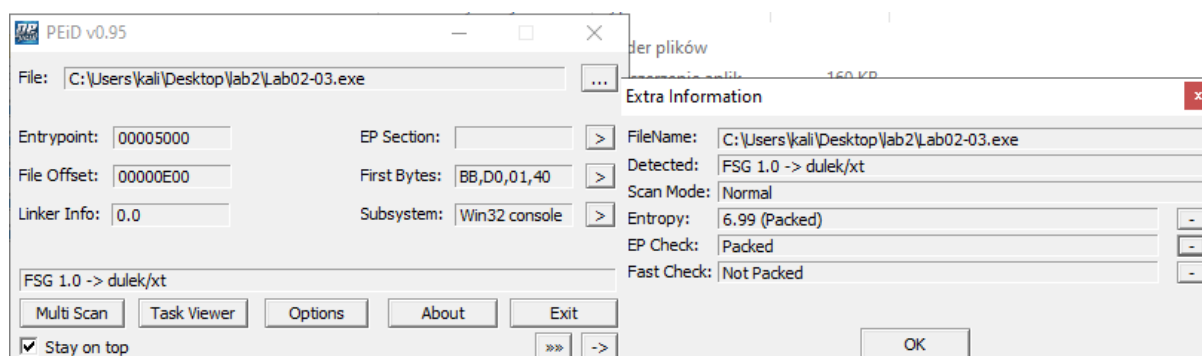 PEiD v0.95
der plików
File: C:\Users\kali\Desktop\lab2\Lab02-03.exe ...
160 KB
Extra Information x
Entrypoint: 00005000 EP Section: >
FileName: C:\Users\kali\Desktop\lab2\Lab02-03.exe
File Offset: 00000E00 First Bytes: BB,D0,01,40 >
Detected: FSG 1.0 -> dulek/xt
Scan Mode: Normal
Linker Info: 0.0 Subsystem: Win32 console >
Entropy: 6.99 (Packed) -
EP Check: Packed -
Fast Check: Not Packed -
FSG 1.0 -> dulek/xt
Multi Scan Task Viewer Options About Exit
Stay on top »» ->
OK